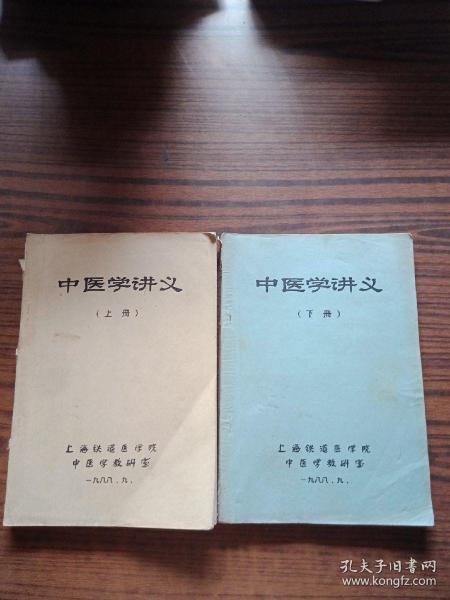 中医学讲义
（上册）
上海铁道医学院
中医学教研室
一九八八．九．
中医学讲义
（下册）
上海铁道医学院
中医学教研室
一九八八．九．
孔夫子旧书网
www.kongfz.com